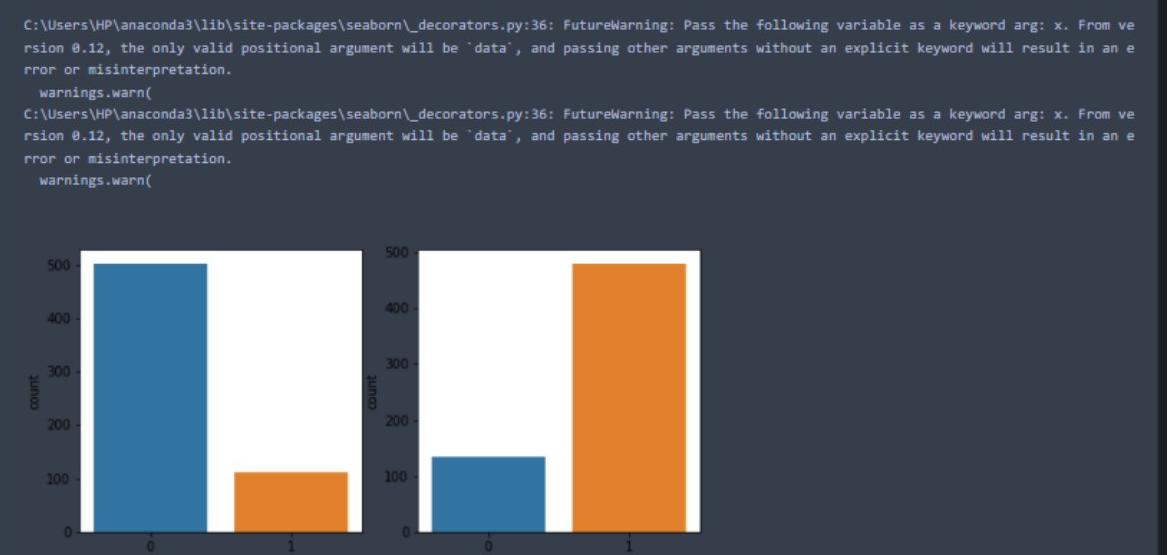 C:\Users\HP\anaconda3\lib\site-packages\seaborn\_decorators.py:36: FutureWarning: Pass the following variable as a keyword arg: x. From ve
rsion 0.12, the only valid positional argument will be `data`, and passing other arguments without an explicit keyword will result in an e
rror or misinterpretation.
  warnings.warn(
C:\Users\HP\anaconda3\lib\site-packages\seaborn\_decorators.py:36: FutureWarning: Pass the following variable as a keyword arg: x. From ve
rsion 0.12, the only valid positional argument will be `data`, and passing other arguments without an explicit keyword will result in an e
rror or misinterpretation.
  warnings.warn(
500
400
300
200
100
0
count
0 1
500
400
300
200
100
0
count
0 1